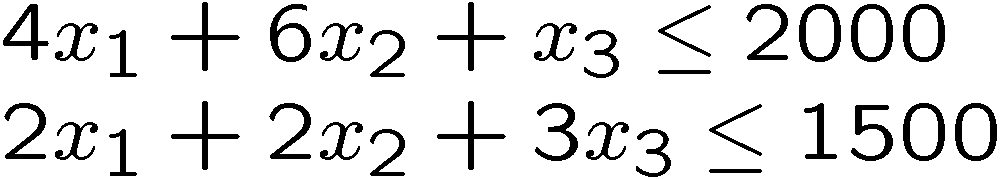 4x₁ + 6x₂ + x₃ ≤ 2000
2x₁ + 2x₂ + 3x₃ ≤ 1500